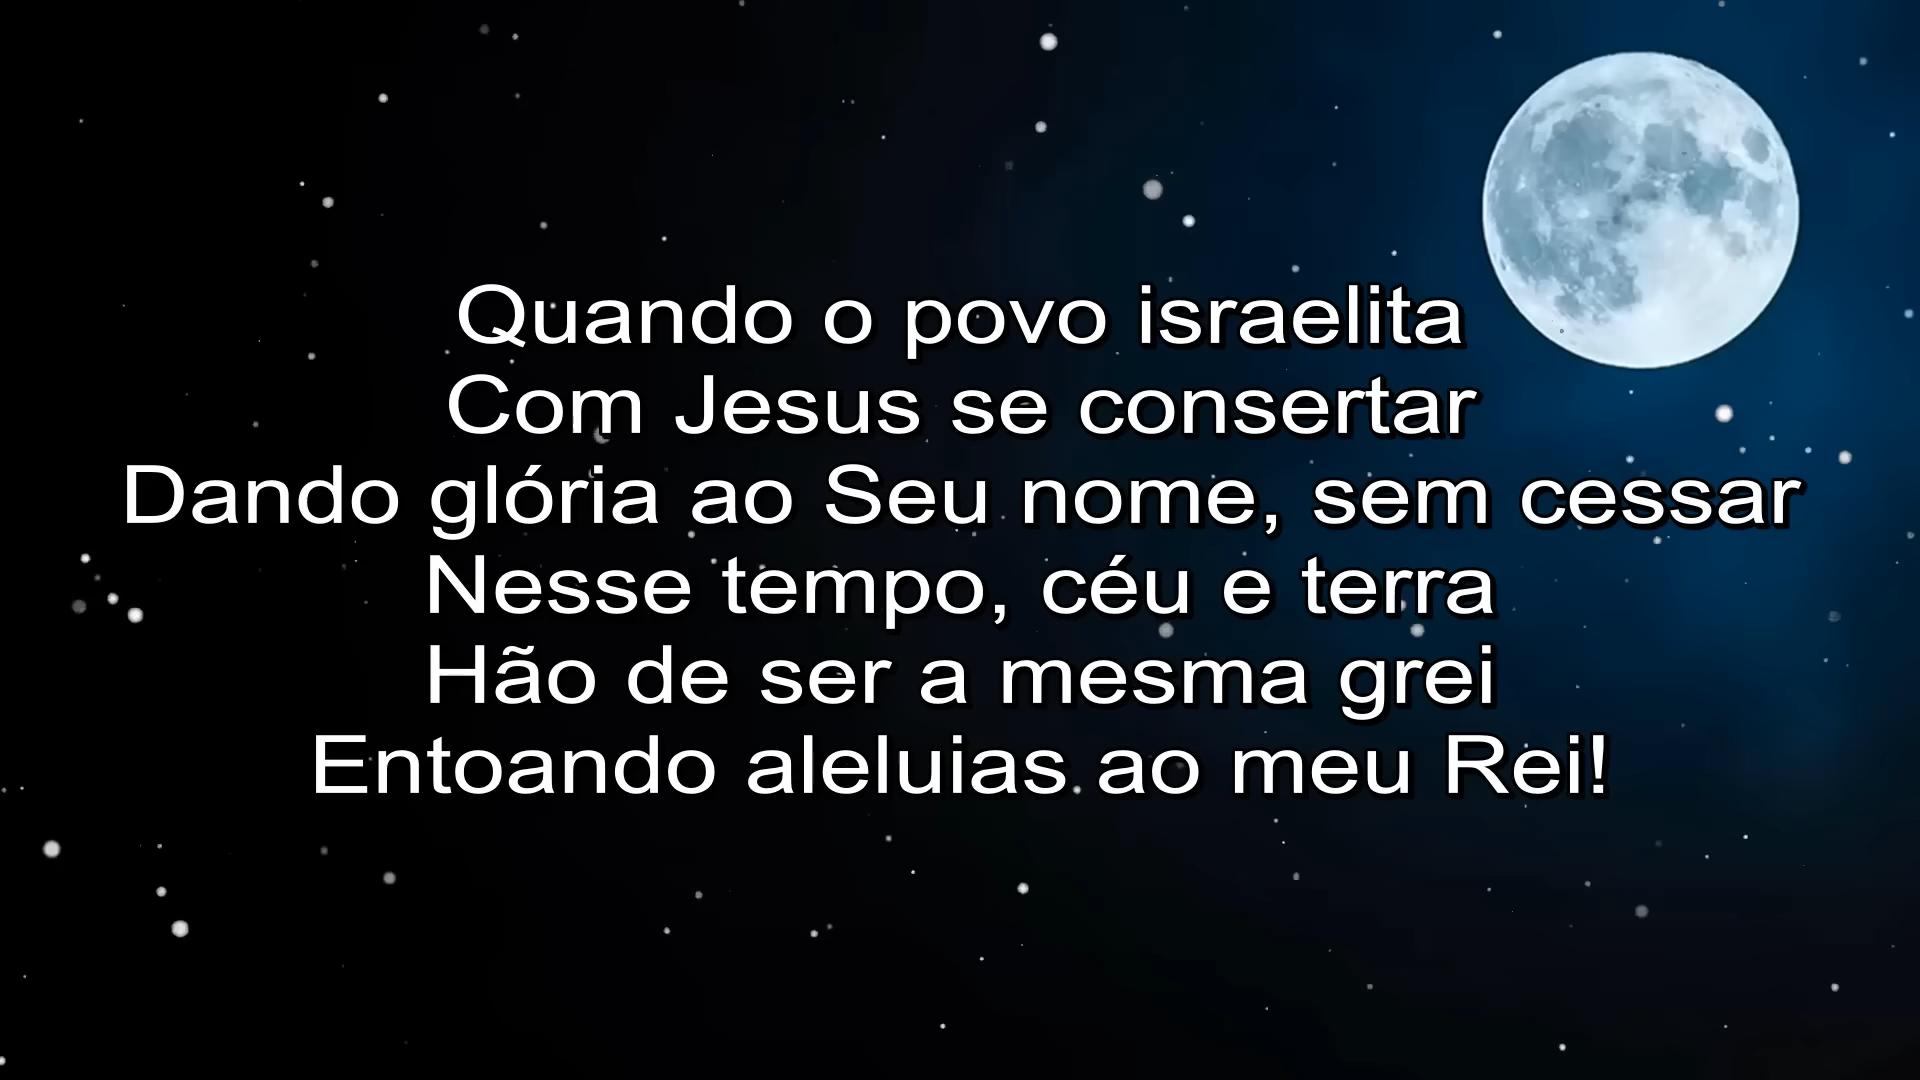 Quando o povo israelita
Com Jesus se consertar
Dando glória ao Seu nome, sem cessar
Nesse tempo, céu e terra
Hão de ser a mesma grei
Entoando aleluias ao meu Rei!